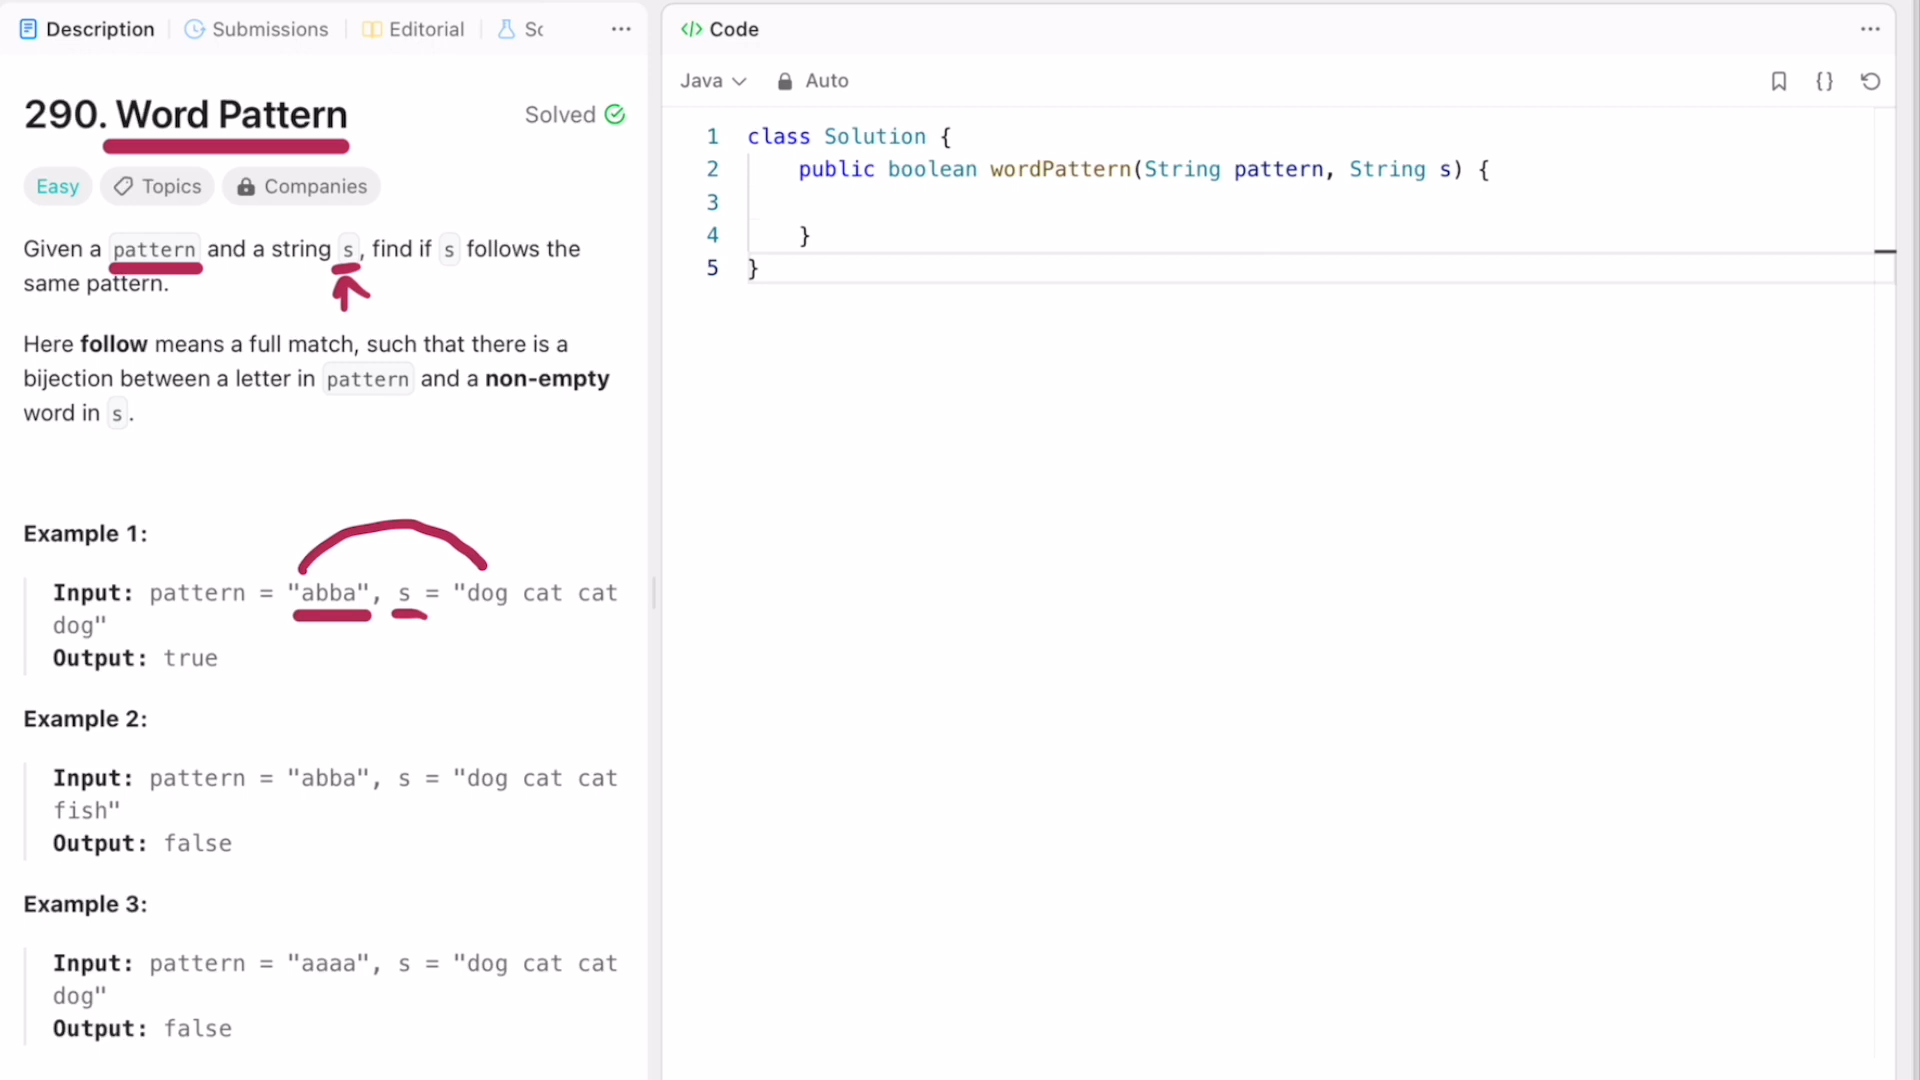 Description
Submissions
Editorial
Sc
290. Word Pattern
Solved
Easy
Topics
Companies
Given a pattern and a string s, find if s follows the
same pattern.
Here follow means a full match, such that there is a
bijection between a letter in pattern and a non-empty
word in s.
Example 1:
Input: pattern = "abba", s = "dog cat cat
dog"
Output: true
Example 2:
Input: pattern = "abba", s = "dog cat cat
fish"
Output: false
Example 3:
Input: pattern = "aaaa", s = "dog cat cat
dog"
Output: false
</> Code
Java
Auto
{}
1 class Solution {
2 public boolean wordPattern(String pattern, String s) {
3
4 }
5 }